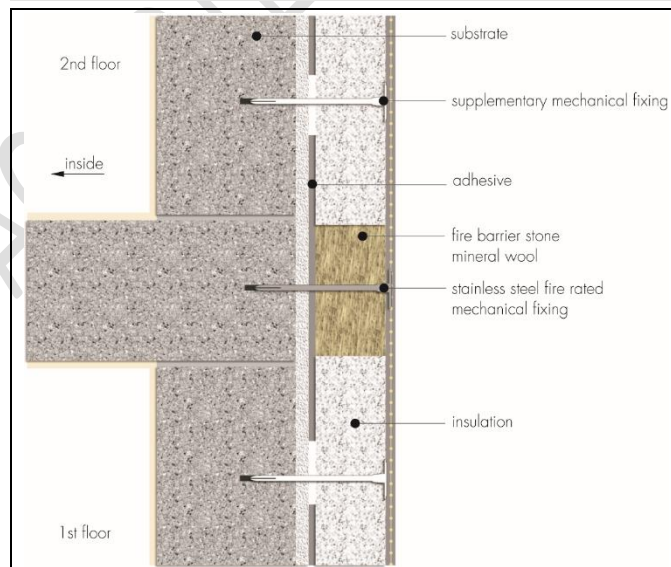 substrate
2nd floor
supplementary mechanical fixing
inside
adhesive
fire barrier stone
mineral wool
stainless steel fire rated
mechanical fixing
insulation
1st floor